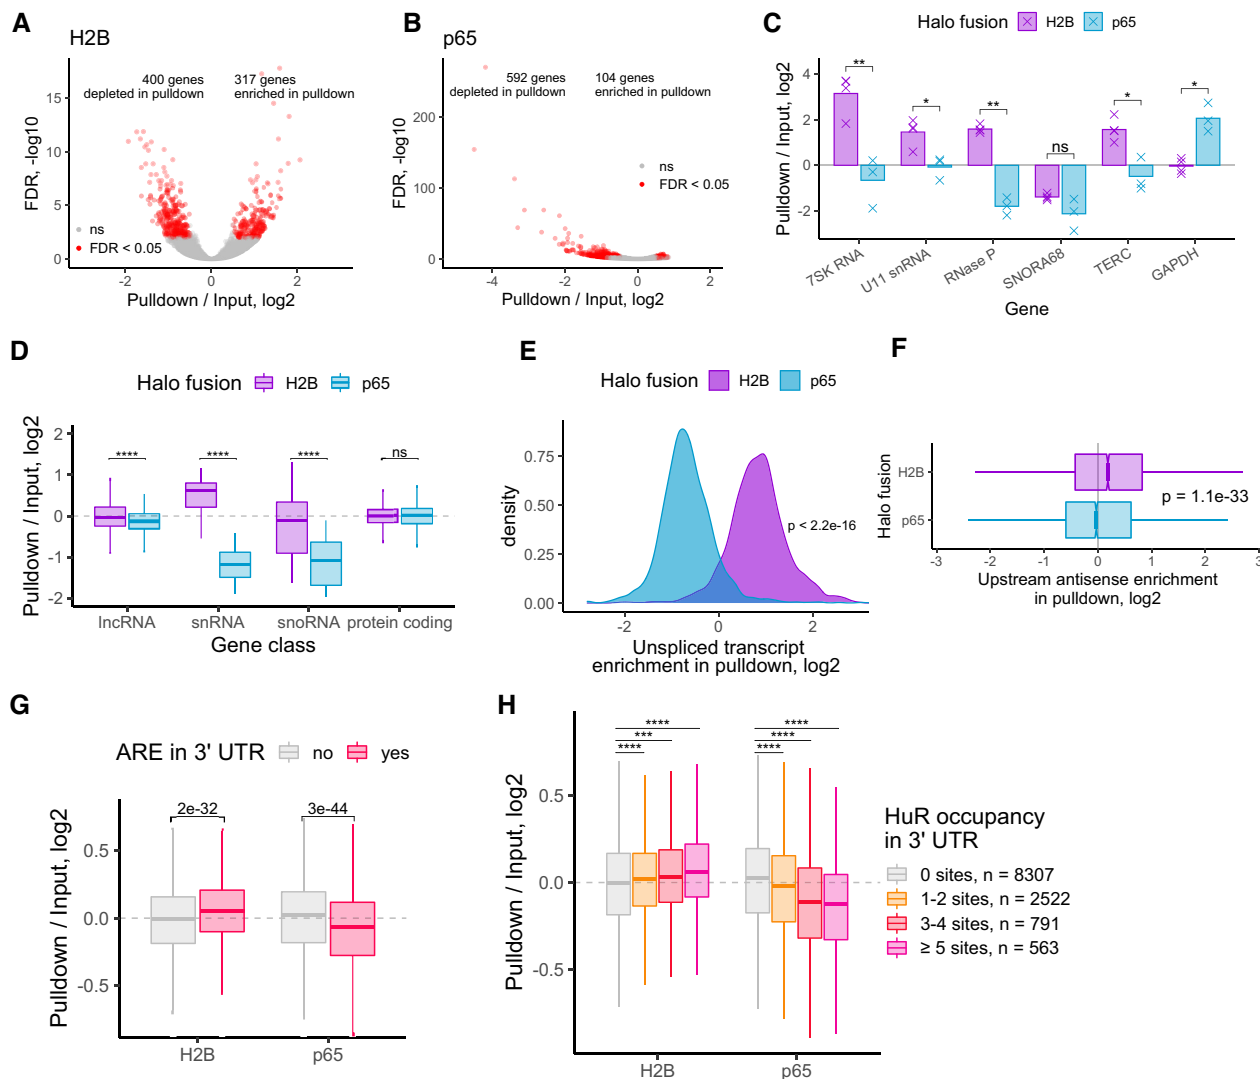 A
H2B
400 genes
depleted in pulldown
317 genes
enriched in pulldown
FDR, -log10
15
10
5
0
ns
FDR < 0.05
-2
0
2
Pulldown / Input, log2
B
p65
592 genes
depleted in pulldown
104 genes
enriched in pulldown
FDR, -log10
200
100
0
ns
FDR < 0.05
-4
-2
0
2
Pulldown / Input, log2
C
Halo fusion
H2B
p65
Pulldown / Input, log2
4
2
0
-2
**
*
**
ns
*
*
7SK RNA
U11 snRNA
RNase P
SNORA68
TERC
GAPDH
Gene
D
Halo fusion
H2B
p65
Pulldown / Input, log2
2
1
0
-1
-2
****
****
****
ns
lncRNA
snRNA
snoRNA
protein coding
Gene class
E
Halo fusion
H2B
p65
density
0.75
0.50
0.25
0.00
p < 2.2e-16
-2
0
2
Unspliced transcript
enrichment in pulldown, log2
F
Halo fusion
H2B
p65
p = 1.1e-33
-3
-2
-1
0
1
2
3
Upstream antisense enrichment
in pulldown, log2
G
ARE in 3' UTR
no
yes
Pulldown / Input, log2
0.5
0.0
-0.5
2e-32
3e-44
H2B
p65
H
Pulldown / Input, log2
0.5
0.0
-0.5
****
***
****
****
****
****
H2B
p65
HuR occupancy
in 3' UTR
0 sites, n = 8307
1-2 sites, n = 2522
3-4 sites, n = 791
≥ 5 sites, n = 563